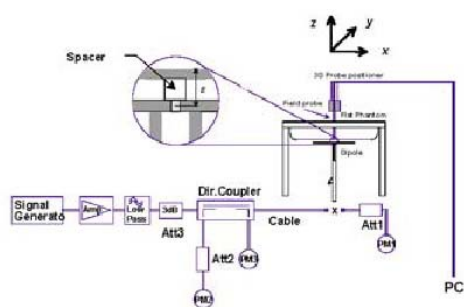 z
y
x
Spacer
s
3D Probe positioner
Field probe
Flat Phantom
Dipole
Signal
Generato
Amp
Low
Pass
3dB
Att3
Dir.Coupler
Cable
x
Att1
PM1
Att2
PM3
PM2
PC